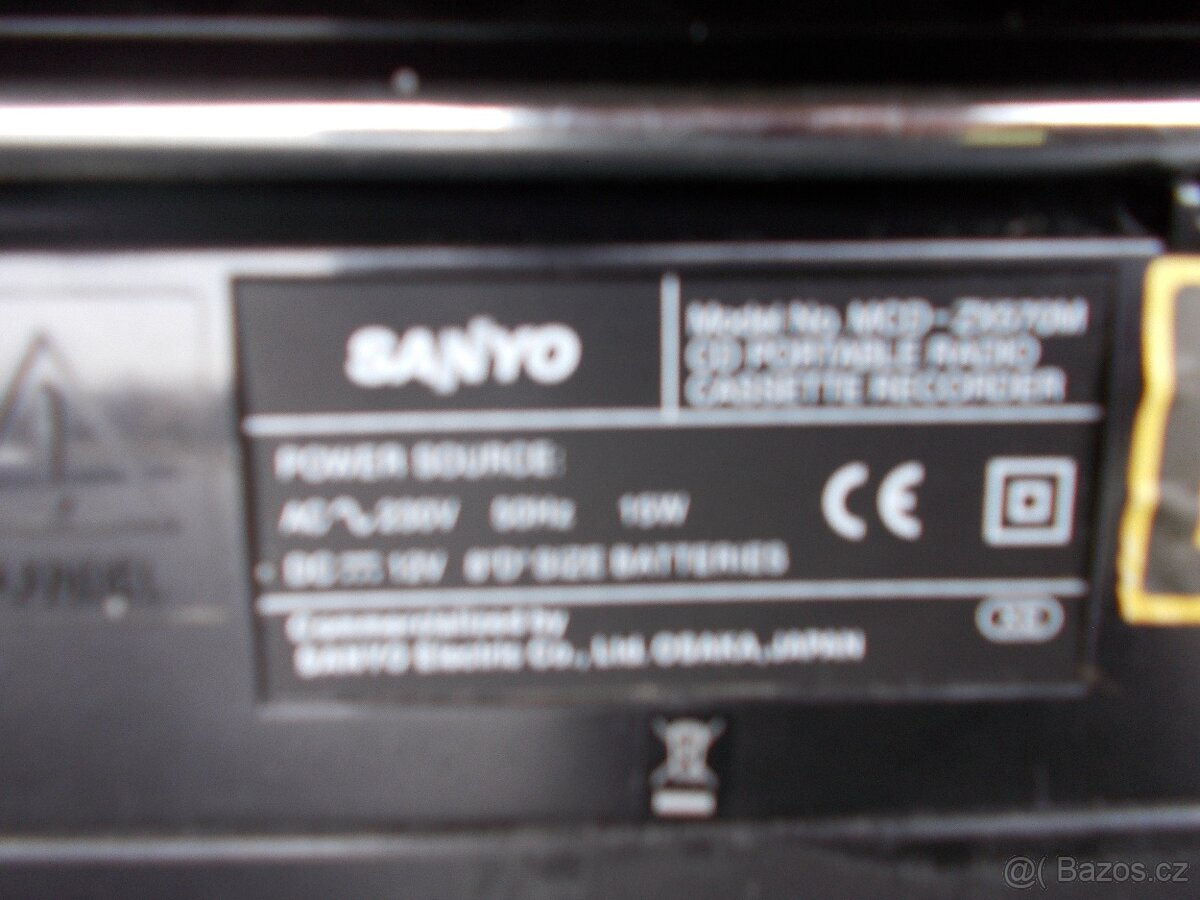 SANYO
Model No. MCD-ZX570M
CD PORTABLE RADIO
CASSETTE RECORDER
POWER SOURCE:
AC 230V 50Hz 15W
DC 12V 8"D" SIZE BATTERIES
CE
Commercialized by
SANYO Electric Co., Ltd. OSAKA, JAPAN
@( Bazos.cz